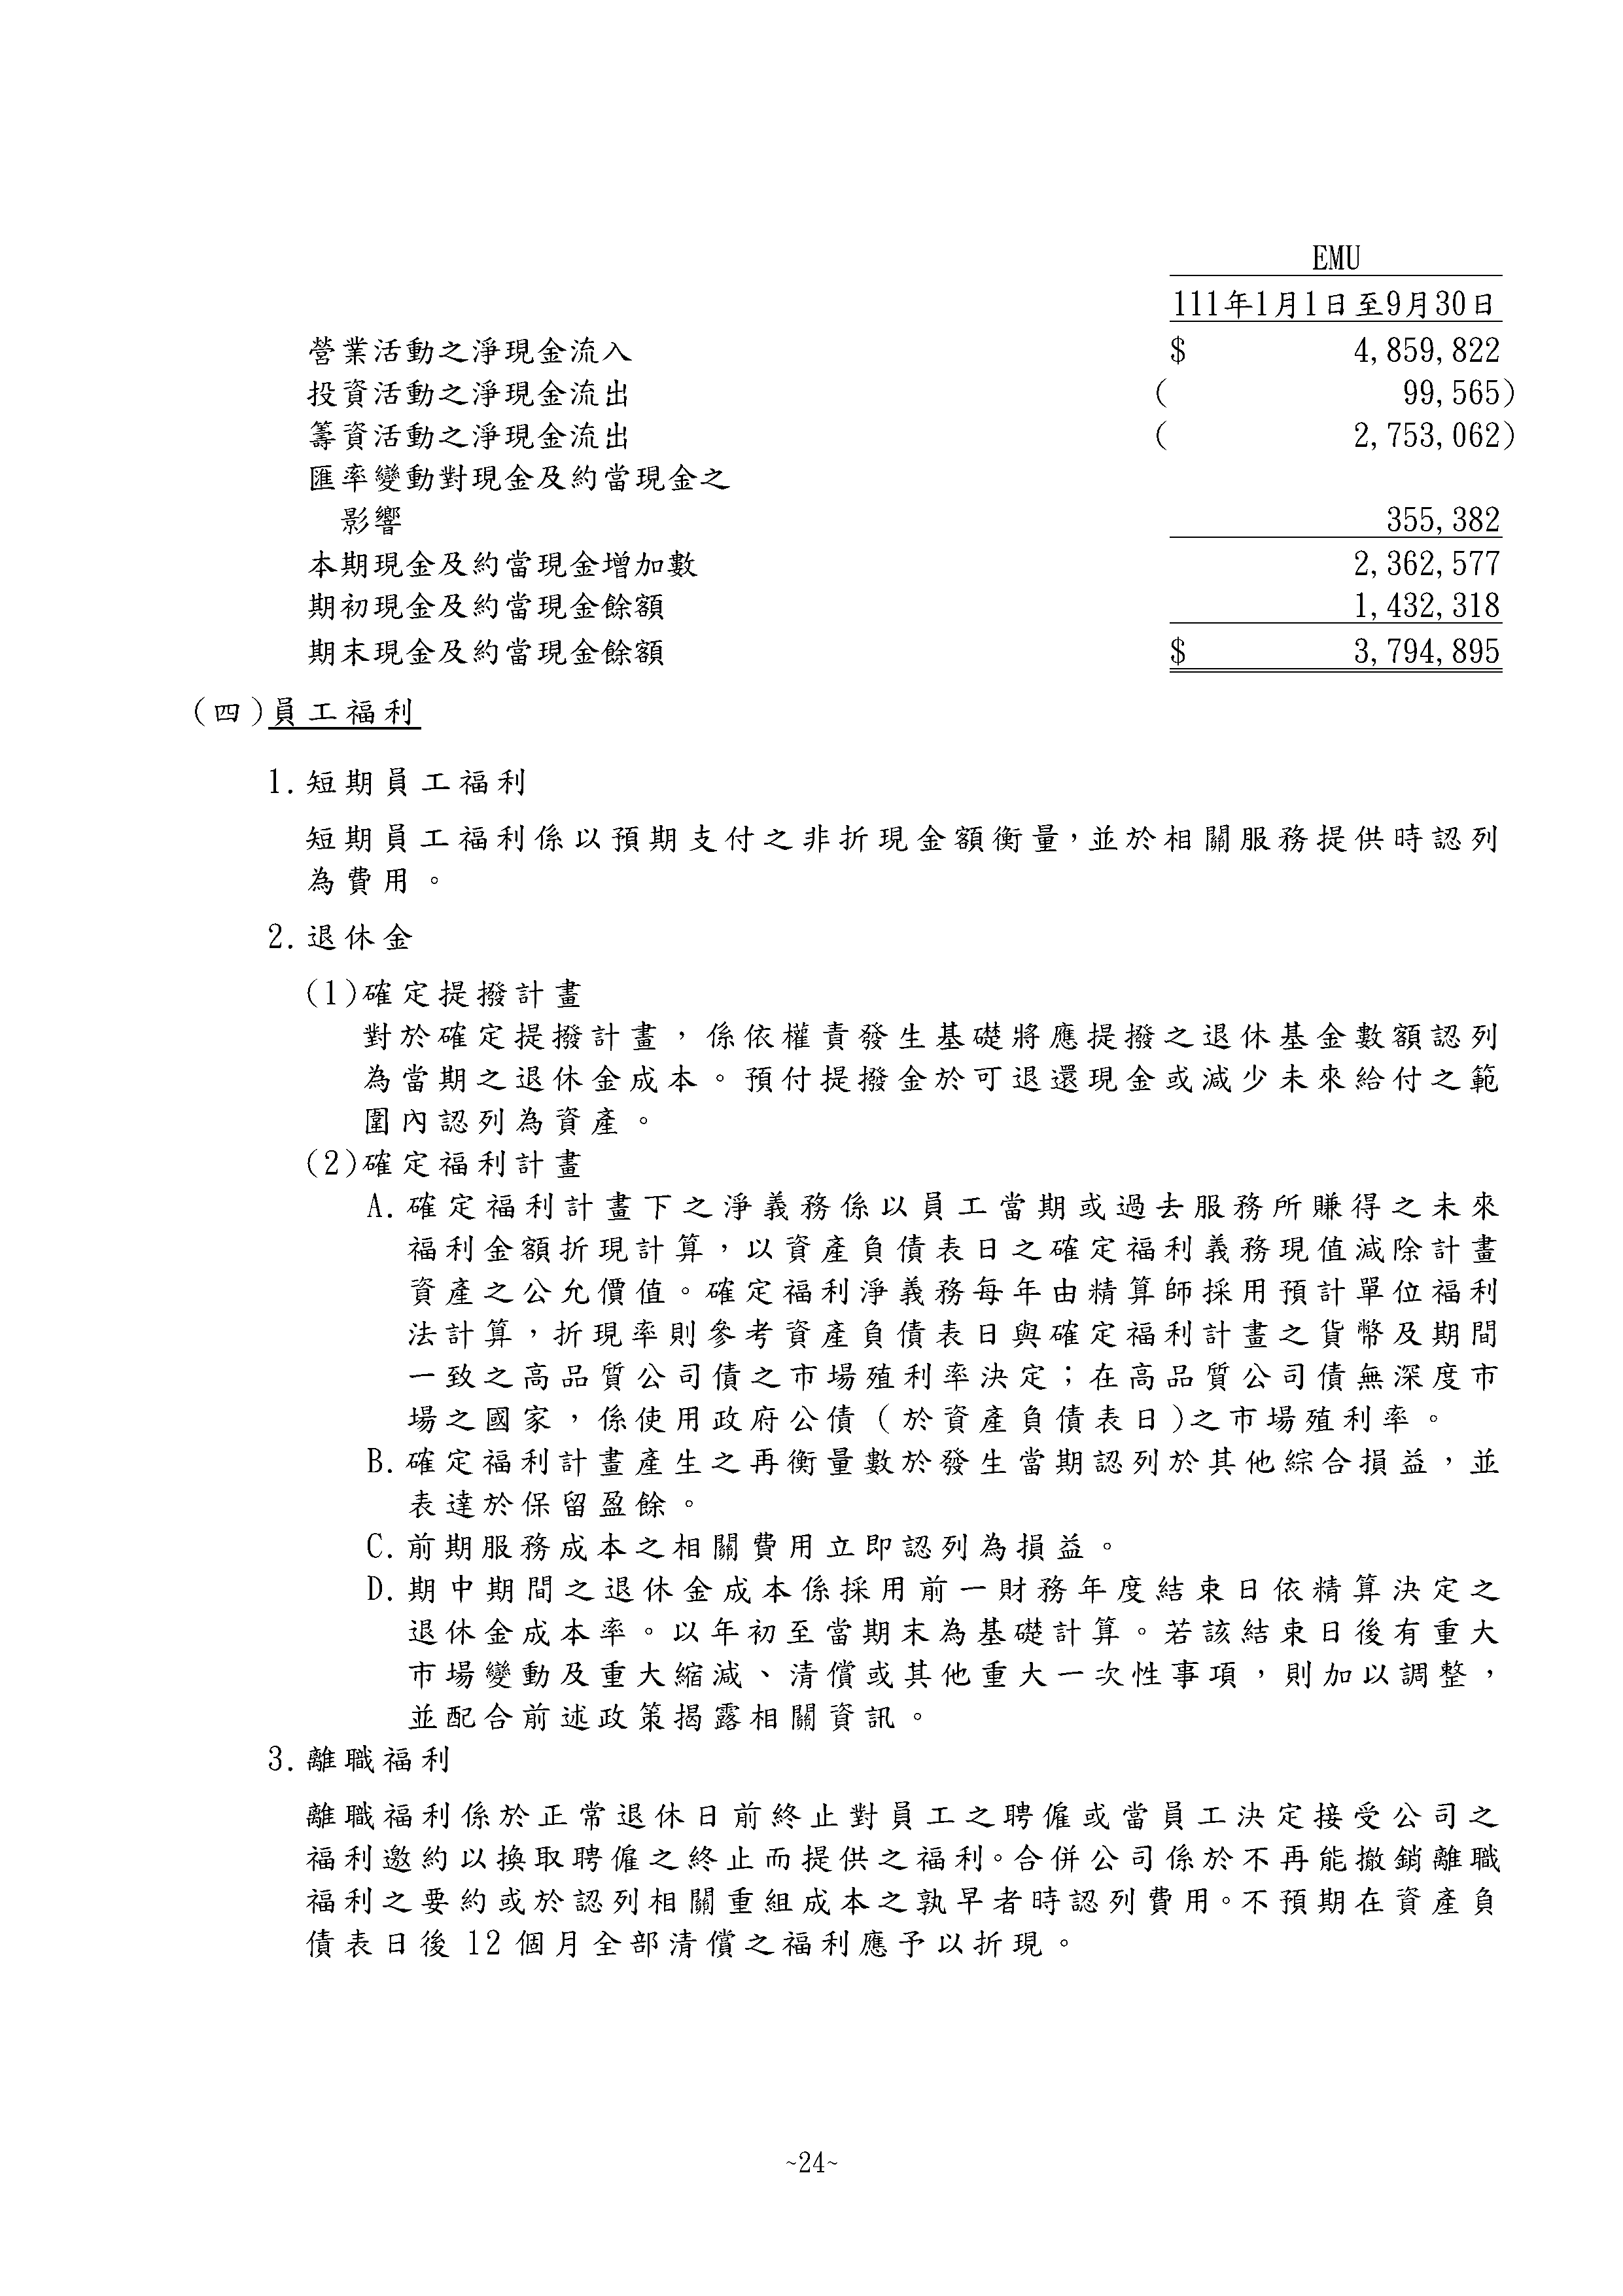 EMU
111年1月1日至9月30日
營業活動之淨現金流入 $ 4,859,822
投資活動之淨現金流出 ( 99,565)
籌資活動之淨現金流出 ( 2,753,062)
匯率變動對現金及約當現金之
影響 355,382
本期現金及約當現金增加數 2,362,577
期初現金及約當現金餘額 1,432,318
期末現金及約當現金餘額 $ 3,794,895
(四)員工福利
1.短期員工福利
短期員工福利係以預期支付之非折現金額衡量，並於相關服務提供時認列
為費用。
2.退休金
(1)確定提撥計畫
對於確定提撥計畫，係依權責發生基礎將應提撥之退休基金數額認列
為當期之退休金成本。預付提撥金於可退還現金或減少未來給付之範
圍內認列為資產。
(2)確定福利計畫
A.確定福利計畫下之淨義務係以員工當期或過去服務所賺得之未來
福利金額折現計算，以資產負債表日之確定福利義務現值減除計畫
資產之公允價值。確定福利淨義務每年由精算師採用預計單位福利
法計算，折現率則參考資產負債表日與確定福利計畫之貨幣及期間
一致之高品質公司債之市場殖利率決定；在高品質公司債無深度市
場之國家，係使用政府公債(於資產負債表日)之市場殖利率。
B.確定福利計畫產生之再衡量數於發生當期認列於其他綜合損益，並
表達於保留盈餘。
C.前期服務成本之相關費用立即認列為損益。
D.期中期間之退休金成本係採用前一財務年度結束日依精算決定之
退休金成本率。以年初至當期末為基礎計算。若該結束日後有重大
市場變動及重大縮減、清償或其他重大一次性事項，則加以調整，
並配合前述政策揭露相關資訊。
3.離職福利
離職福利係於正常退休日前終止對員工之聘僱或當員工決定接受公司之
福利邀約以換取聘僱之終止而提供之福利。合併公司係於不再能撤銷離職
福利之要約或於認列相關重組成本之孰早者時認列費用。不預期在資產負
債表日後 12 個月全部清償之福利應予以折現。
~24~